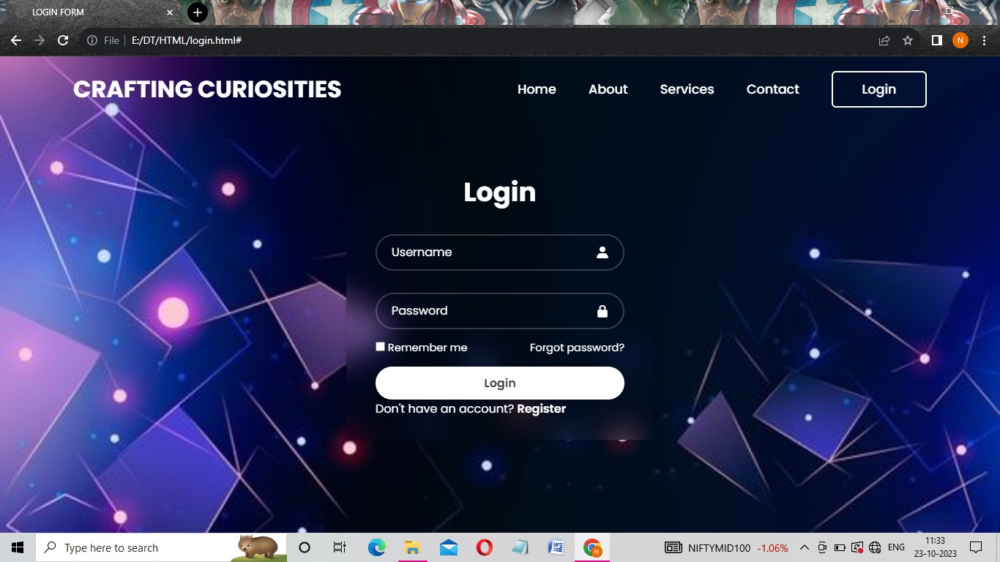 LOGIN FORM
File E:/DT/HTML/login.html#
N
CRAFTING CURIOSITIES Home About Services Contact Login
Login
Username
Password
Remember me Forgot password?
Login
Don't have an account? Register
Type here to search
W
N
NIFTYMID100 -1.06%
ENG
11:33
23-10-2023